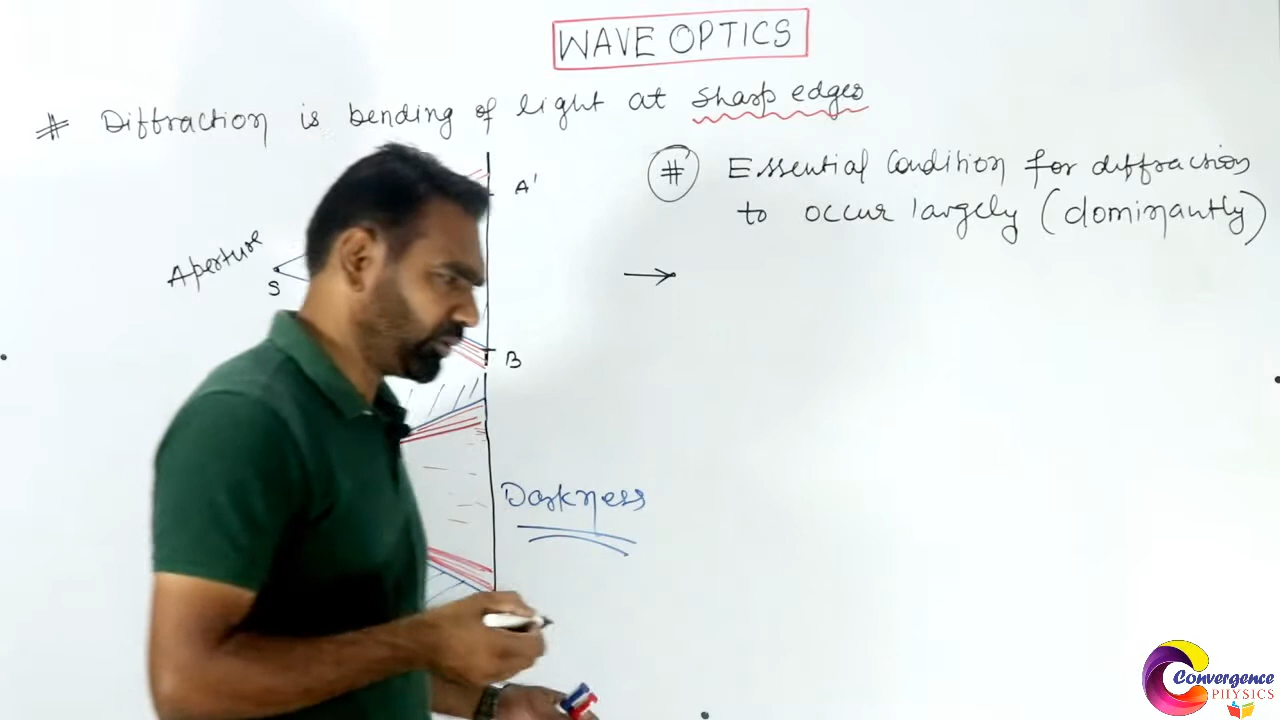 WAVE OPTICS
# Diffraction is bending of light at sharp edges
# Essential Condition for diffraction
to occur largely (dominantly)
A'
Aperture
S
→
B
Darkness
Convergence
PHYSICS